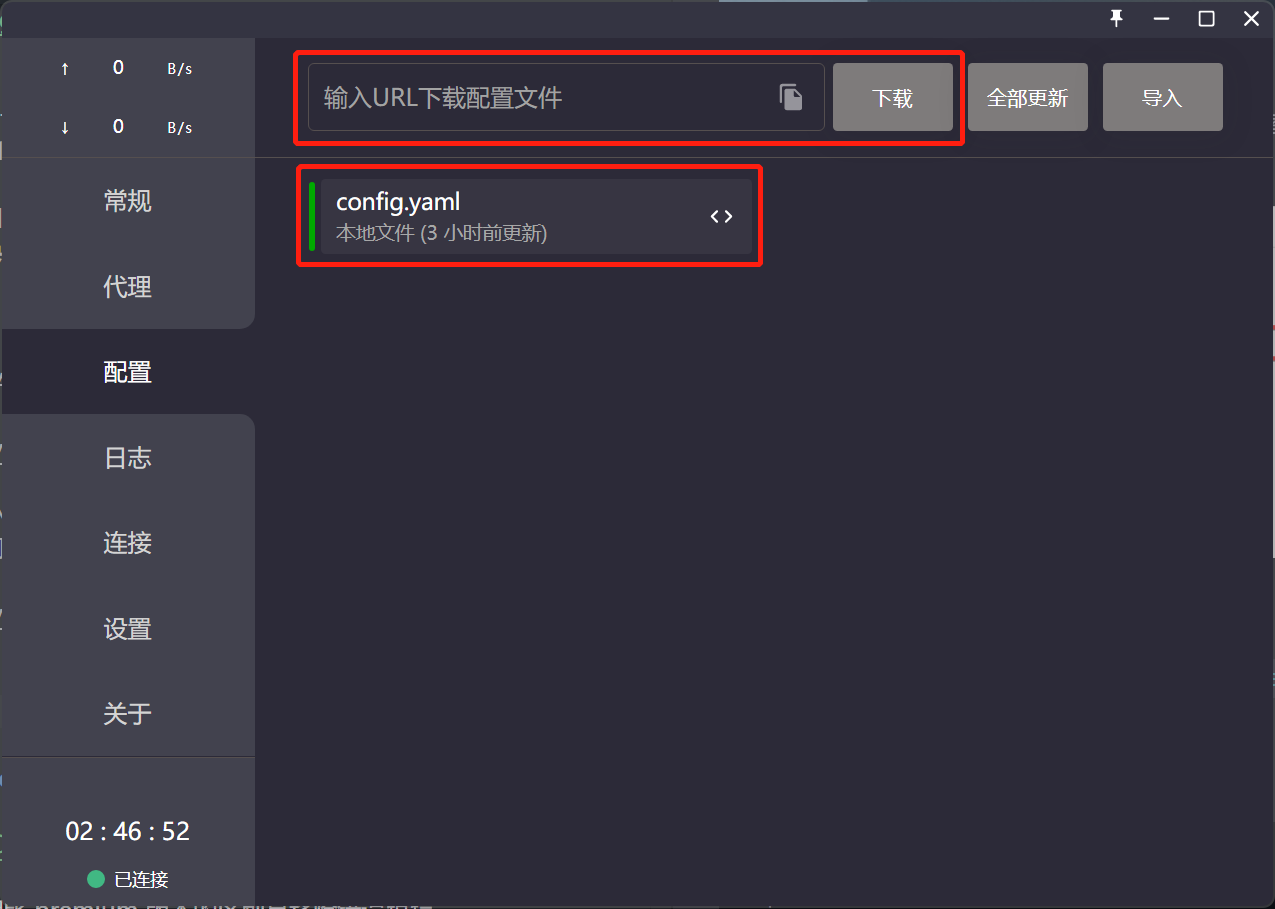 ↑ 0 B/s
↓ 0 B/s
输入URL下载配置文件
下载
全部更新
导入
config.yaml
本地文件 (3 小时前更新)
常规
代理
配置
日志
连接
设置
关于
02 : 46 : 52
已连接